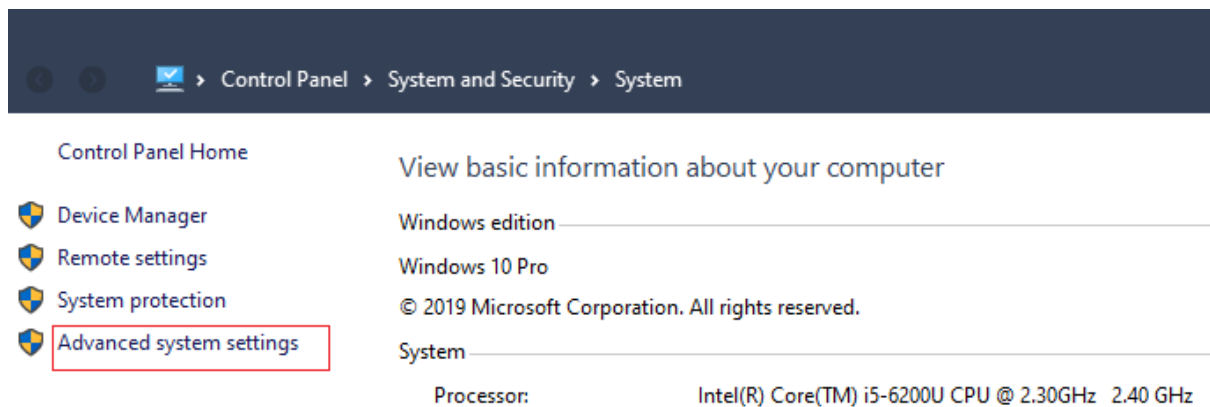 > Control Panel > System and Security > System
Control Panel Home
Device Manager
Remote settings
System protection
Advanced system settings
View basic information about your computer
Windows edition
Windows 10 Pro
© 2019 Microsoft Corporation. All rights reserved.
System
Processor: Intel(R) Core(TM) i5-6200U CPU @ 2.30GHz 2.40 GHz